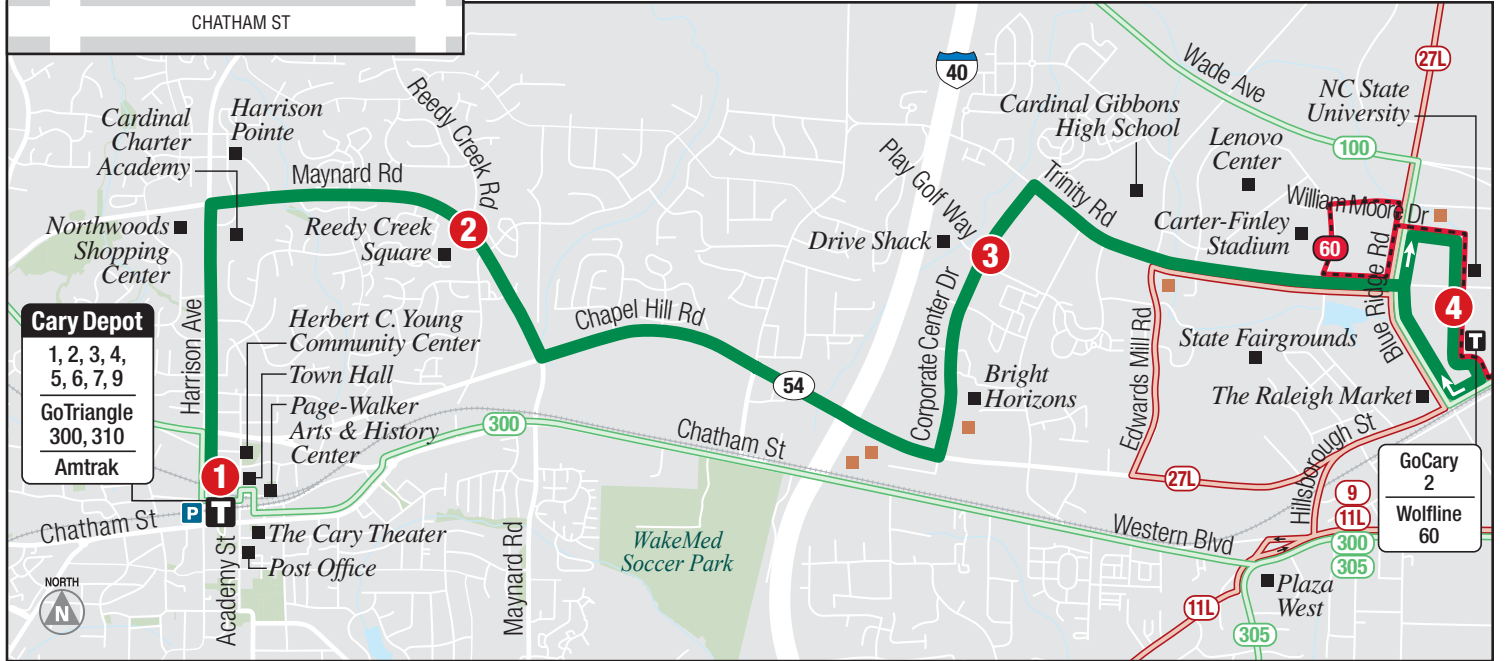 CHATHAM ST
40
27L
Wade Ave
NC State
University
Reedy Creek Rd
Cardinal
Charter
Academy
Harrison
Pointe
Cardinal Gibbons
High School
Lenovo
Center
100
Maynard Rd
Play Golf Way
Trinity Rd
William Moore Dr
Northwoods
Shopping
Center
Reedy Creek
Square
2
Drive Shack
3
Carter-Finley
Stadium
60
Blue Ridge Rd
Cary Depot
1, 2, 3, 4,
5, 6, 7, 9
GoTriangle
300, 310
Amtrak
Harrison Ave
Herbert C. Young
Community Center
Town Hall
Page-Walker
Arts & History
Center
Chapel Hill Rd
54
Corporate Center Dr
Bright
Horizons
Edwards Mill Rd
State Fairgrounds
The Raleigh Market
4
T
300
Chatham St
27L
Hillsborough St
GoCary
2
Wolfline
60
1
P
T
Chatham St
The Cary Theater
Post Office
Academy St
Maynard Rd
WakeMed
Soccer Park
Western Blvd
9
11L
300
305
Plaza
West
11L
305
NORTH
N